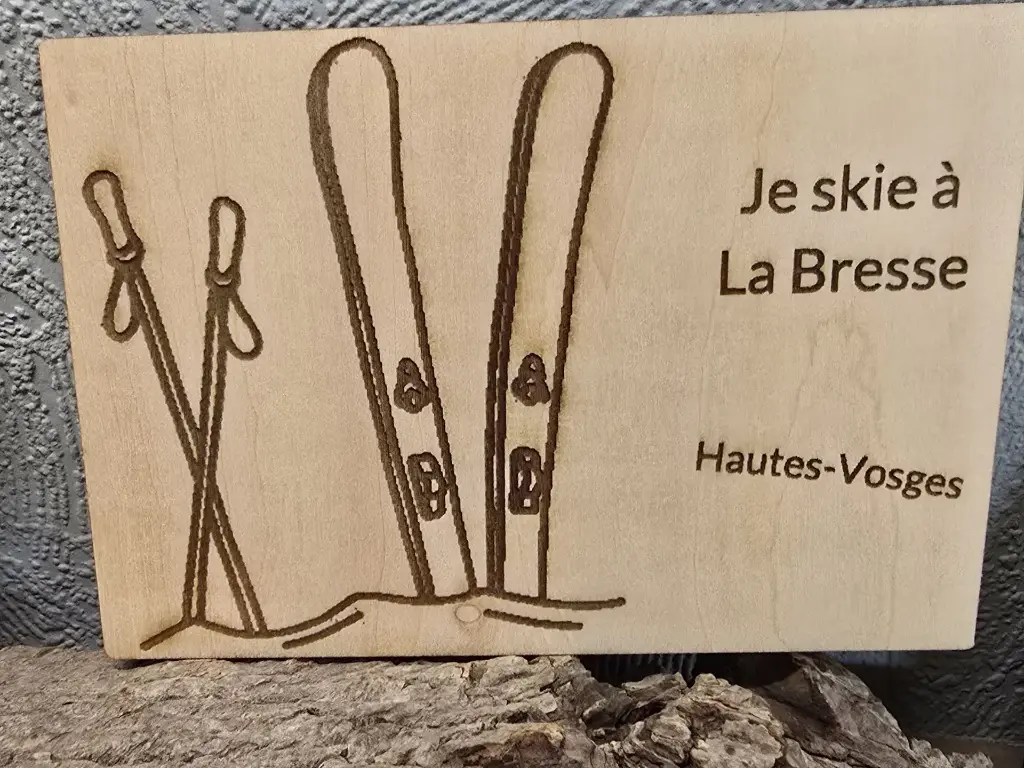 Je skie à
La Bresse
Hautes-Vosges